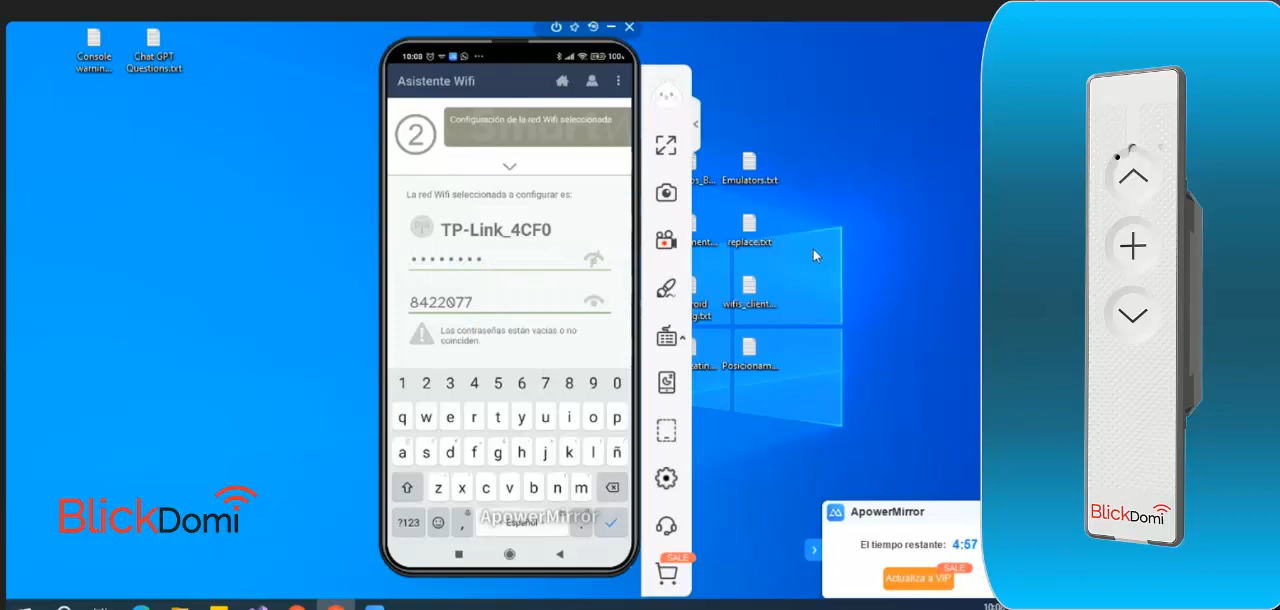 Console
warnin...
Chat GPT
Questions.txt
10:08
100%
Asistente Wifi
2
Configuración de la red Wifi seleccionada
La red Wifi seleccionada a configurar es:
TP-Link_4CF0
••••••••
8422077
Las contraseñas están vacías o no
coinciden.
1 2 3 4 5 6 7 8 9 0
q w e r t y u i o p
a s d f g h j k l ñ
z x c v b n m
?123
,
Español
.
ApowerMirror
SALE
Emulators.txt
replace.txt
wifis_client...
Posicionam...
ApowerMirror
El tiempo restante: 4:57
SALE
Actualiza a VIP
BlickDomi
BlickDomi